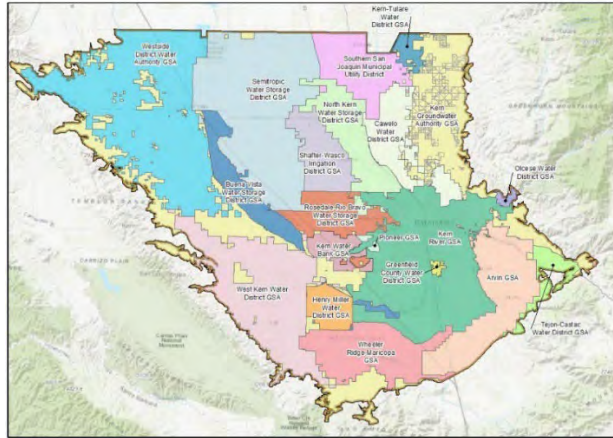 Kern-Tulare
Water
District GSA
Westside
District Water
Authority GSA
Semitropic
Water Storage
District GSA
Southern San
Joaquin Municipal
Utility District
North Kern
Water Storage
District GSA
Cawelo
Water
District GSA
Kern
Groundwater
Authority GSA
Shafter-Wasco
Irrigation
District GSA
Olcese Water
District GSA
Buena Vista
Water Storage
District GSA
Rosedale-Rio Bravo
Water Storage
District GSA
Pioneer GSA
Kern
River GSA
Kern Water
Bank GSA
Greenfield
County Water
District GSA
Arvin GSA
West Kern Water
District GSA
Henry Miller
Water
District GSA
Tejon-Castac
Water District GSA
Wheeler
Ridge-Maricopa
GSA